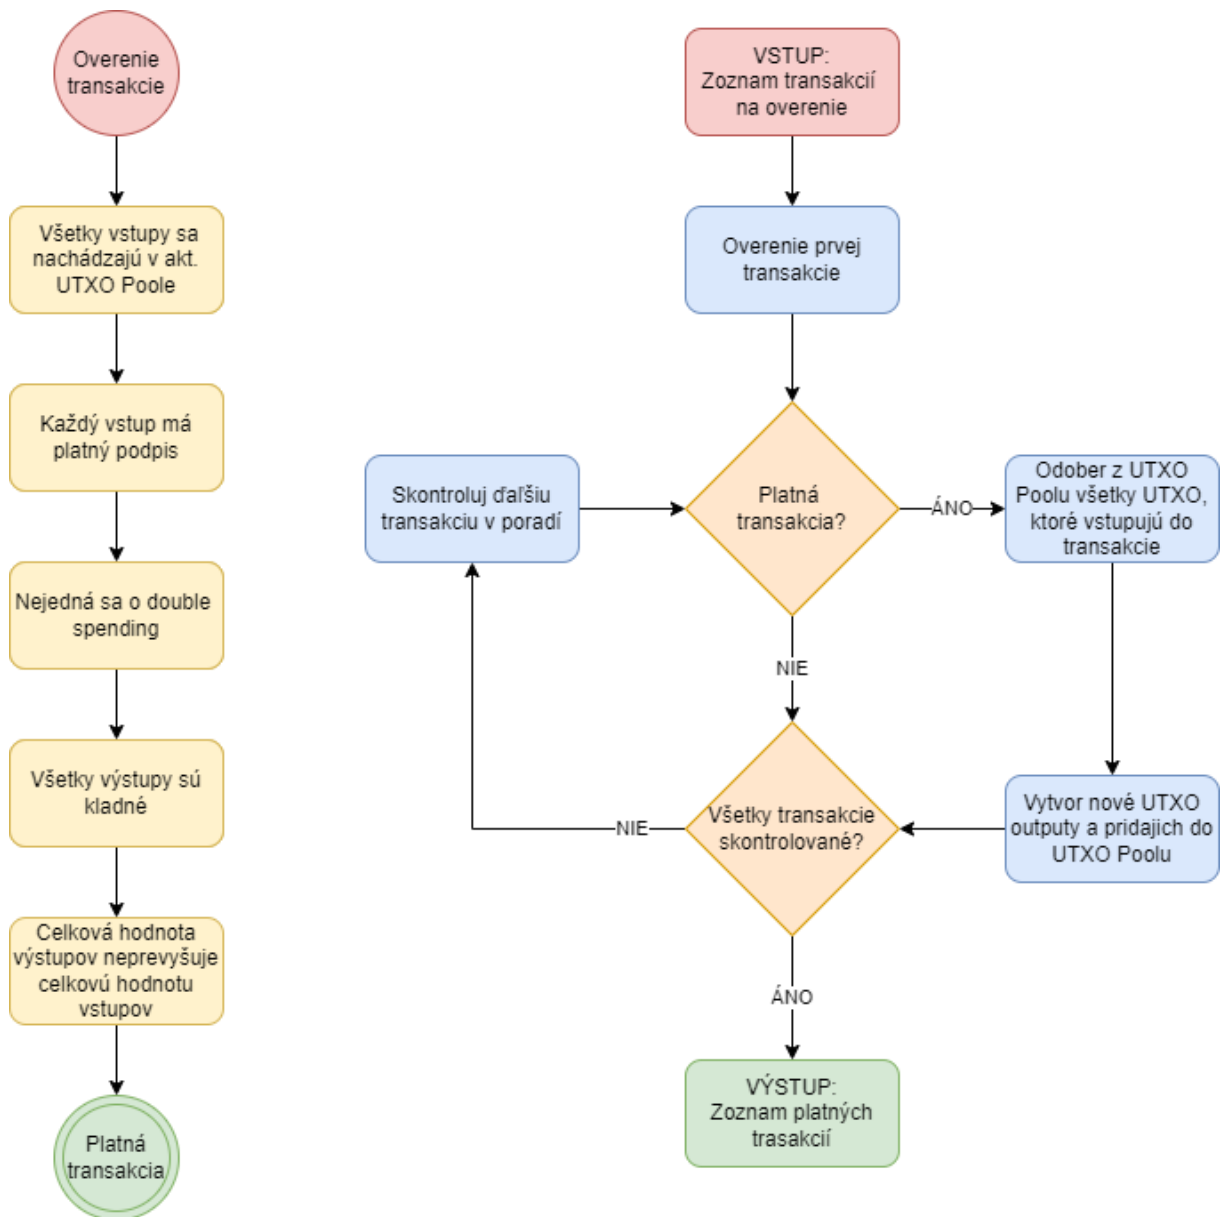 Overenie
transakcie
Všetky vstupy sa
nachádzajú v akt.
UTXO Poole
Každý vstup má
platný podpis
Nejedná sa o double
spending
Všetky výstupy sú
kladné
Celková hodnota
výstupov neprevyšuje
celkovú hodnotu
vstupov
Platná
transakcia
VSTUP:
Zoznam transakcií
na overenie
Overenie prvej
transakcie
Skontroluj ďaľšiu
transakciu v poradí
Platná
transakcia?
ÁNO
Odober z UTXO
Poolu všetky UTXO,
ktoré vstupujú do
transakcie
NIE
Všetky transakcie
skontrolované?
NIE
Vytvor nové UTXO
outputy a pridajich do
UTXO Poolu
ÁNO
VÝSTUP:
Zoznam platných
trasakcií